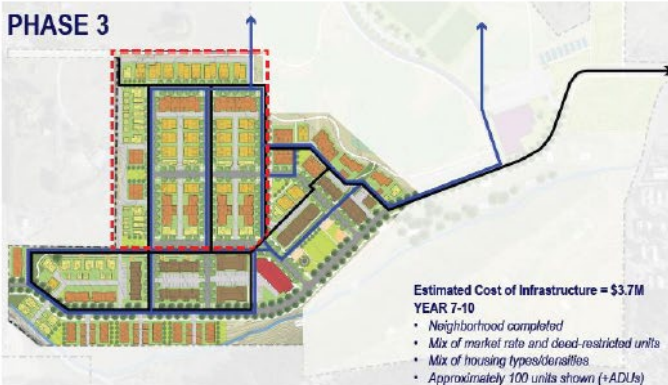 PHASE 3
Estimated Cost of Infrastructure = $3.7M
YEAR 7-10
• Neighborhood completed
• Mix of market rate and deed-restricted units
• Mix of housing types/densities
• Approximately 100 units shown (+ADUs)